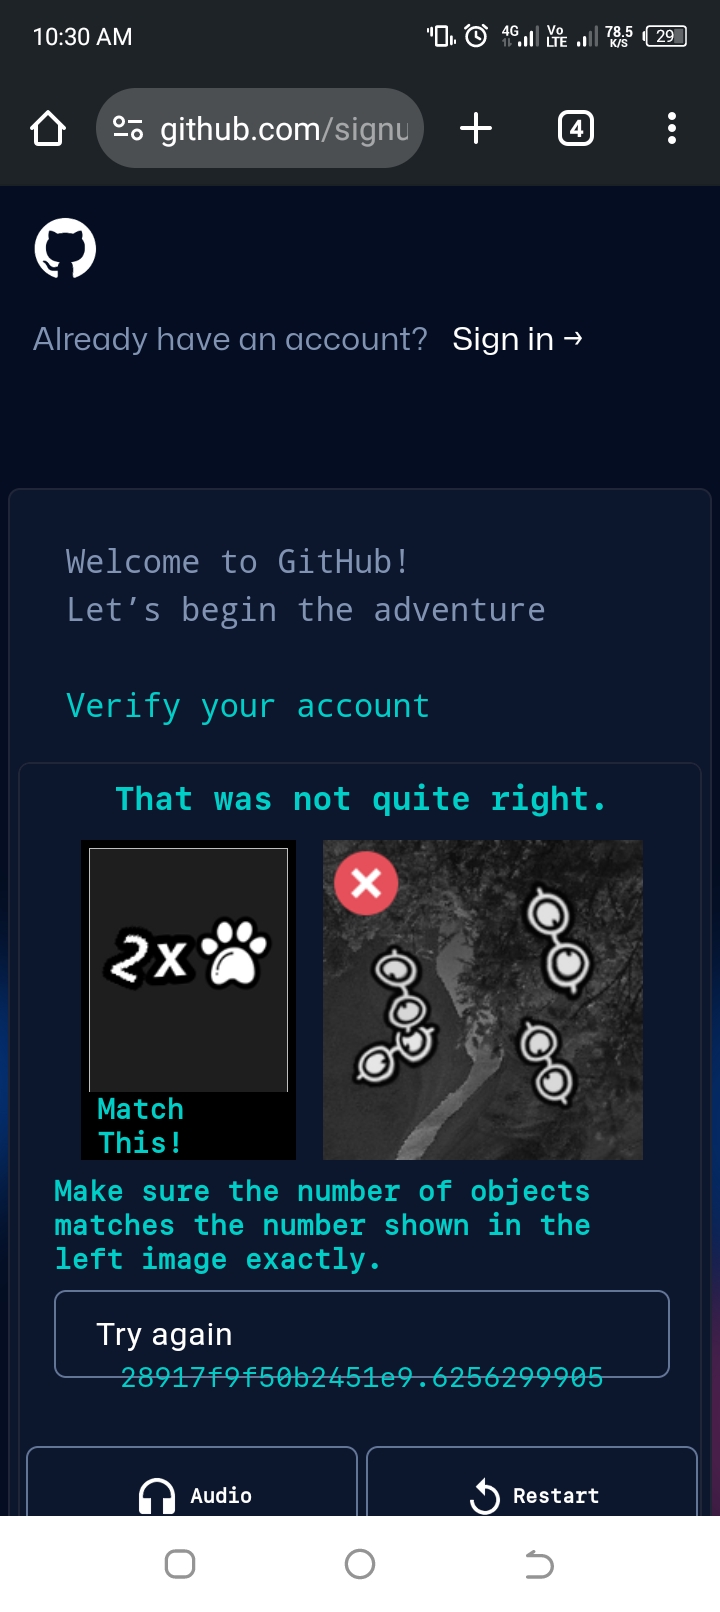 10:30 AM
4G
Vo
LTE
78.5
K/S
29
github.com/signu
4
Already have an account? Sign in →
Welcome to GitHub!
Let’s begin the adventure
Verify your account
That was not quite right.
2x
Match
This!
Make sure the number of objects
matches the number shown in the
left image exactly.
Try again
28917f9f50b2451e9.6256299905
Audio
Restart